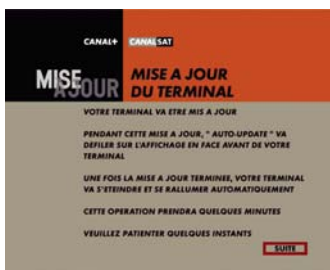 CANAL+ CANALSAT
MISE A JOUR
MISE A JOUR
DU TERMINAL
VOTRE TERMINAL VA ETRE MIS A JOUR
PENDANT CETTE MISE A JOUR, " AUTO-UPDATE " VA
DEFILER SUR L'AFFICHAGE EN FACE AVANT DE VOTRE
TERMINAL
UNE FOIS LA MISE A JOUR TERMINEE, VOTRE TERMINAL
VA S'ETEINDRE ET SE RALLUMER AUTOMATIQUEMENT
CETTE OPERATION PRENDRA QUELQUES MINUTES
VEUILLEZ PATIENTER QUELQUES INSTANTS
SUITE